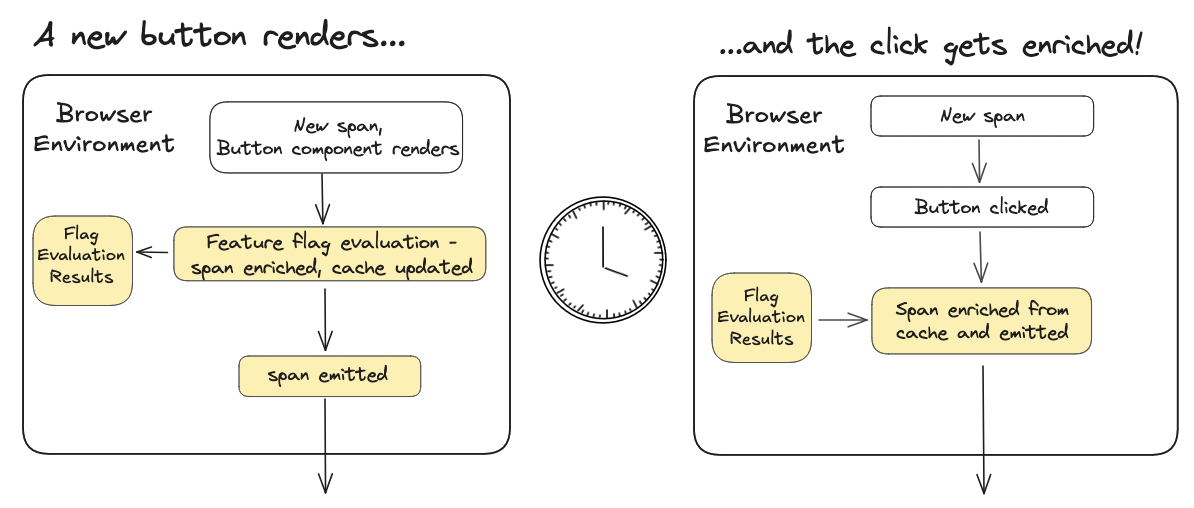 A new button renders...
Browser
Environment
New span,
Button component renders
Flag
Evaluation
Results
Feature flag evaluation -
span enriched, cache updated
span emitted
...and the click gets enriched!
Browser
Environment
New span
Button clicked
Flag
Evaluation
Results
Span enriched from
cache and emitted